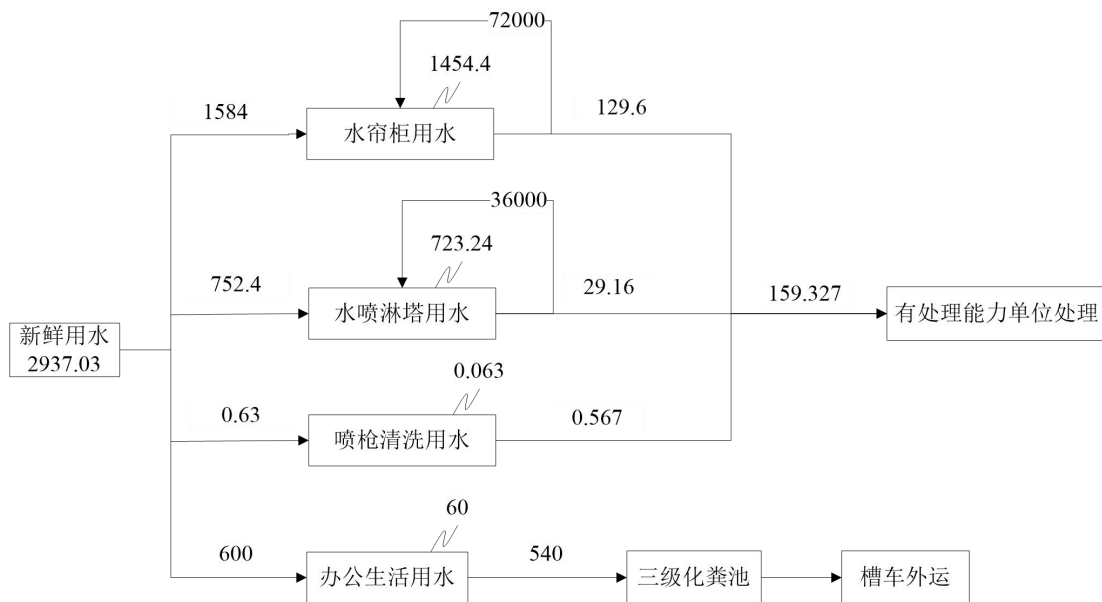 72000
1454.4
1584
水帘柜用水
129.6
36000
723.24
752.4
水喷淋塔用水
29.16
159.327
有处理能力单位处理
新鲜用水
2937.03
0.063
0.63
喷枪清洗用水
0.567
60
600
办公生活用水
540
三级化粪池
槽车外运